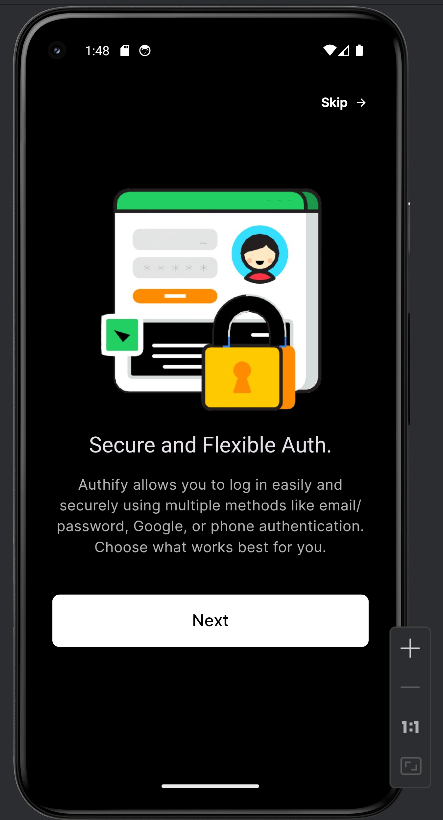 1:48
Skip →
* * * * *
Secure and Flexible Auth.
Authify allows you to log in easily and
securely using multiple methods like email/
password, Google, or phone authentication.
Choose what works best for you.
Next
1:1